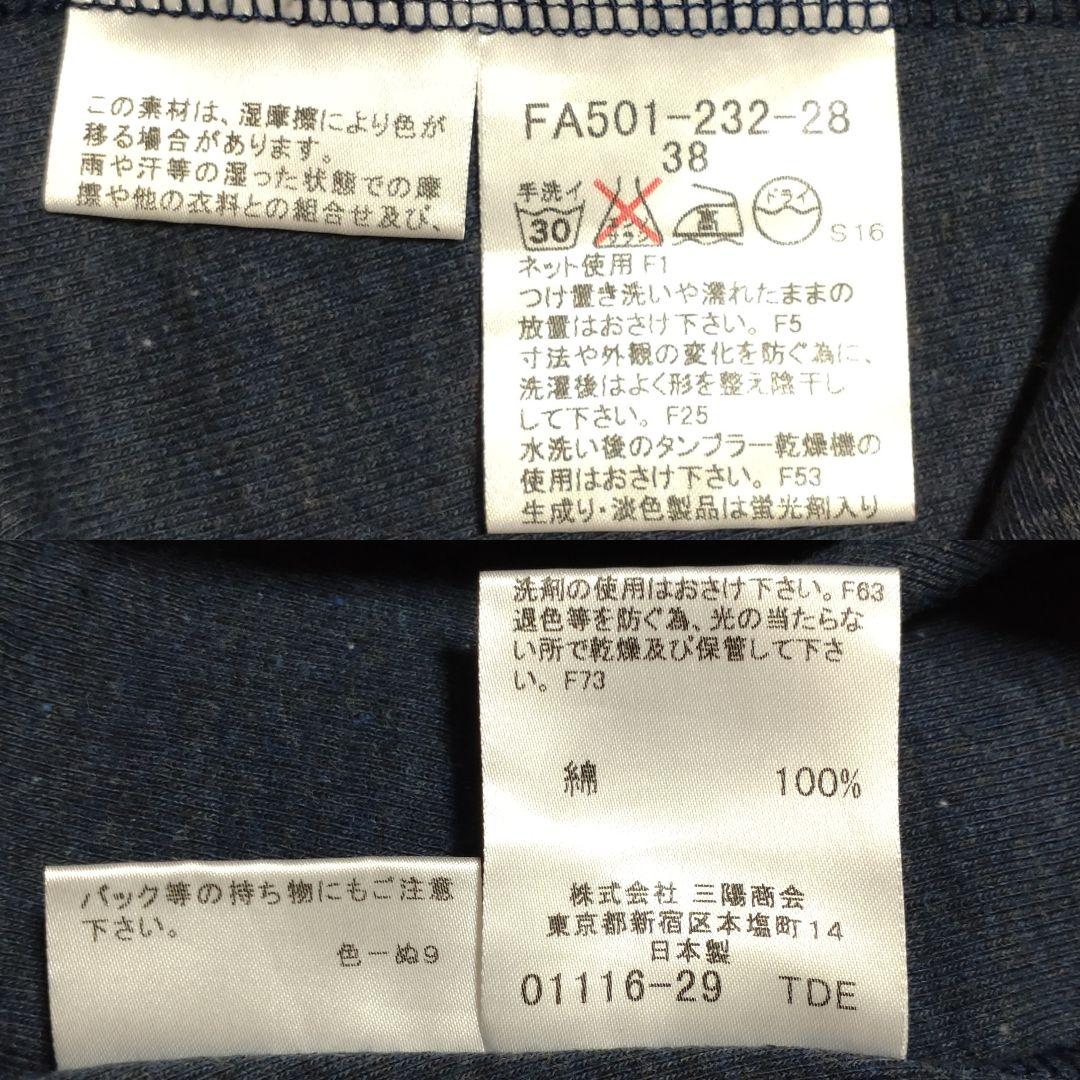 この素材は、湿摩擦により色が
移る場合があります。
雨や汗等の湿った状態での摩
擦や他の衣料との組合せ及び、
FA501-232-28
38
手洗イ
30
エンソ
サラシ
高
ドライ
S16
ネット使用 F1
つけ置き洗いや濡れたままの
放置はおさけ下さい。F5
寸法や外観の変化を防ぐ為に、
洗濯後はよく形を整え陰干し
して下さい。F25
水洗い後のタンブラー乾燥機の
使用はおさけ下さい。F53
生成り・淡色製品は蛍光剤入り
洗剤の使用はおさけ下さい。F63
退色等を防ぐ為、光の当たらな
い所で乾燥及び保管して下さ
い。F73
綿 100%
バック等の持ち物にもご注意
下さい。
色-ぬ9
株式会社 三陽商会
東京都新宿区本塩町14
日本製
01116-29 TDE